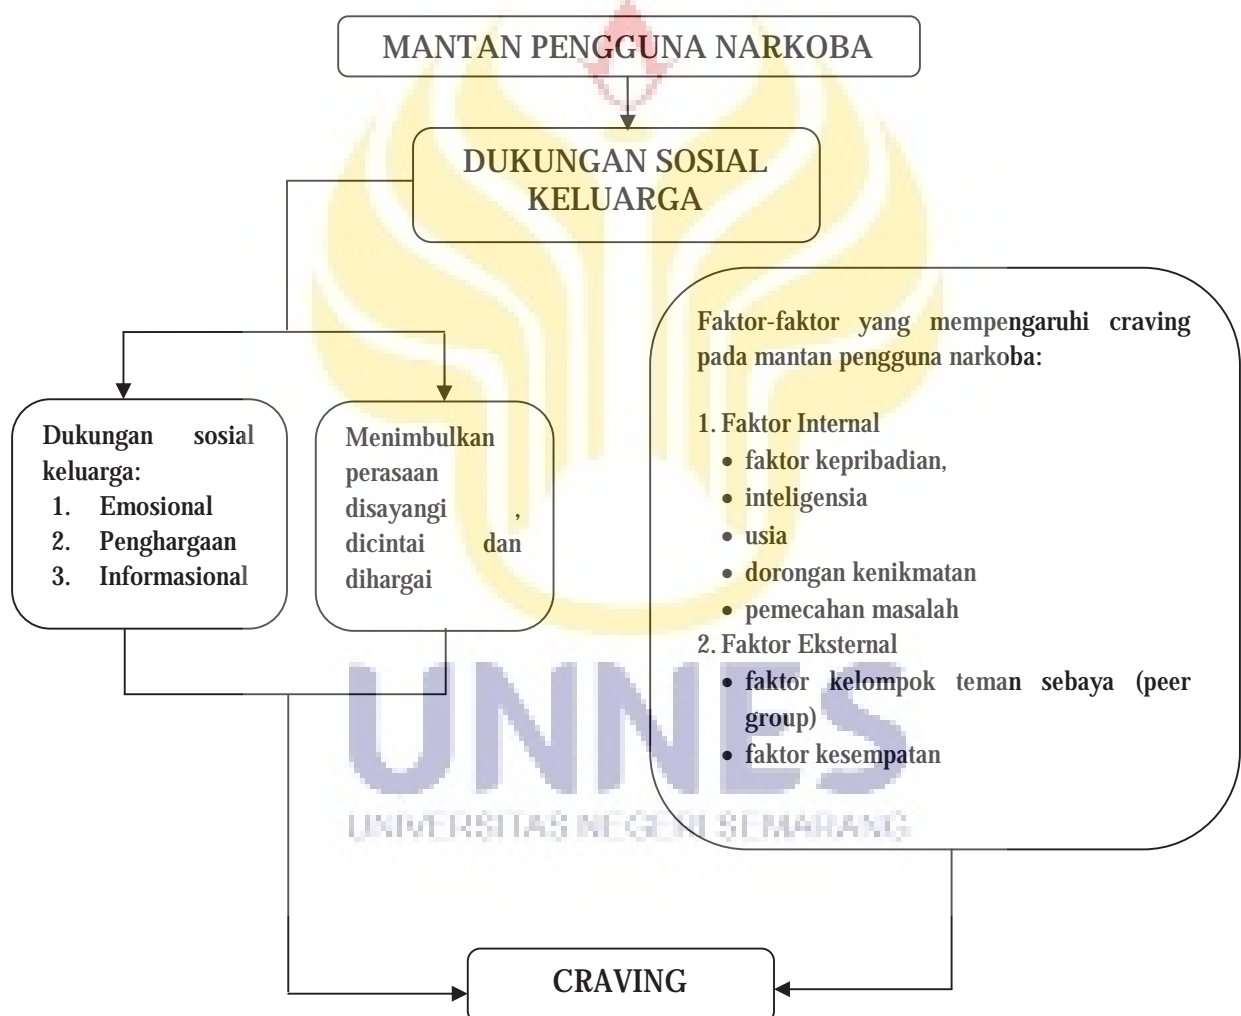 MANTAN PENGGUNA NARKOBA
DUKUNGAN SOSIAL
KELUARGA
Dukungan sosial
keluarga:
1. Emosional
2. Penghargaan
3. Informasional
Menimbulkan
perasaan
disayangi ,
dicintai dan
dihargai
Faktor-faktor yang mempengaruhi craving
pada mantan pengguna narkoba:
1. Faktor Internal
• faktor kepribadian,
• inteligensia
• usia
• dorongan kenikmatan
• pemecahan masalah
2. Faktor Eksternal
• faktor kelompok teman sebaya (peer
group)
• faktor kesempatan
UNNES
UNIVERSITAS NEGERI SEMARANG
CRAVING